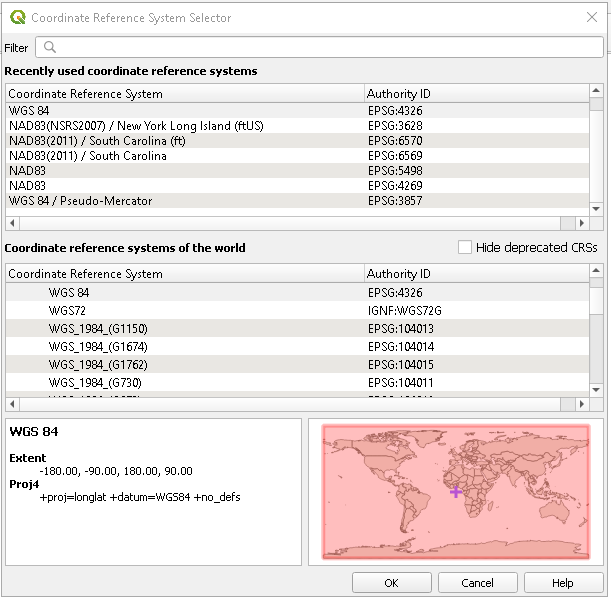 Coordinate Reference System Selector
Filter
Recently used coordinate reference systems
Coordinate Reference System Authority ID
WGS 84 EPSG:4326
NAD83(NSRS2007) / New York Long Island (ftUS) EPSG:3628
NAD83(2011) / South Carolina (ft) EPSG:6570
NAD83(2011) / South Carolina EPSG:6569
NAD83 EPSG:5498
NAD83 EPSG:4269
WGS 84 / Pseudo-Mercator EPSG:3857
Coordinate reference systems of the world Hide deprecated CRSs
Coordinate Reference System Authority ID
WGS 84 EPSG:4326
WGS72 IGNF:WGS72G
WGS_1984_(G1150) EPSG:104013
WGS_1984_(G1674) EPSG:104014
WGS_1984_(G1762) EPSG:104015
WGS_1984_(G730) EPSG:104011
WGS 84
Extent
-180.00, -90.00, 180.00, 90.00
Proj4
+proj=longlat +datum=WGS84 +no_defs
OK Cancel Help